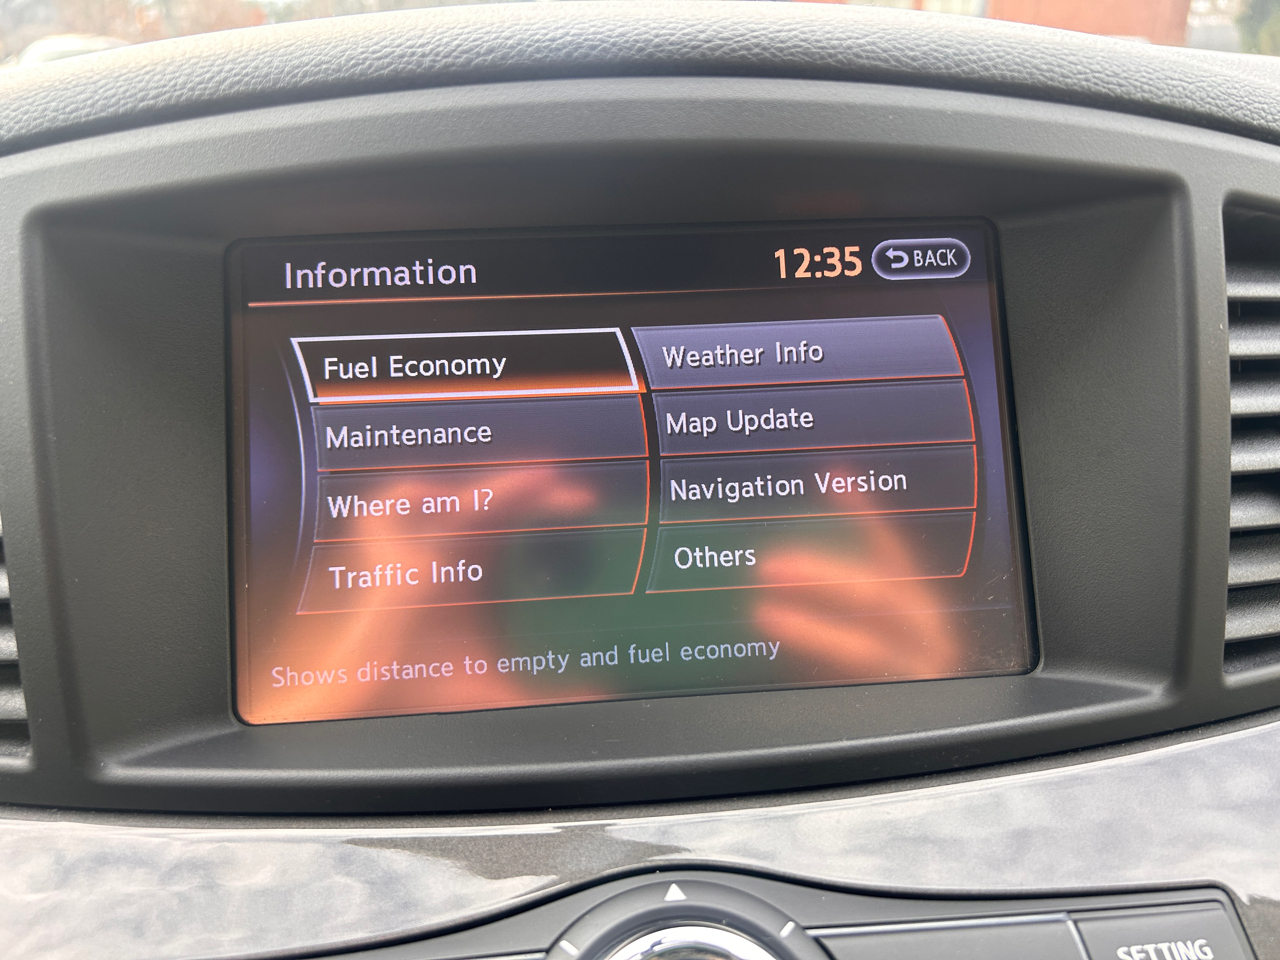 Information
12:35
BACK
Fuel Economy
Weather Info
Maintenance
Map Update
Where am I?
Navigation Version
Traffic Info
Others
Shows distance to empty and fuel economy
SETTING